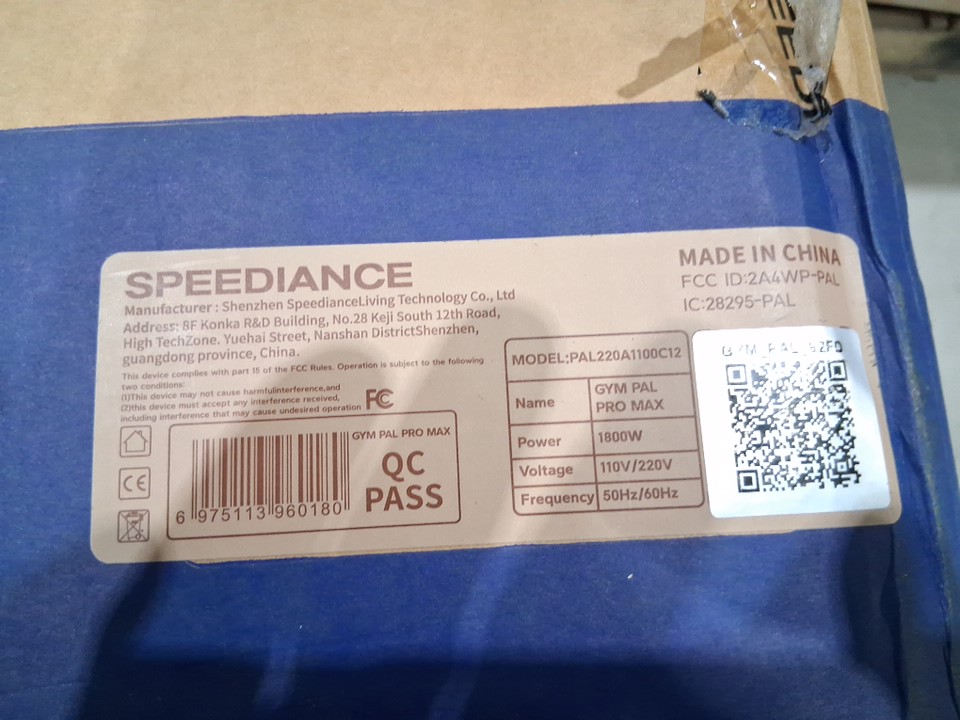 SPEEDIANCE
Manufacturer : Shenzhen SpeedianceLiving Technology Co., Ltd
Address: 8F Konka R&D Building, No.28 Keji South 12th Road,
High TechZone. Yuehai Street, Nanshan DistrictShenzhen,
guangdong province, China.
This device complies with part 15 of the FCC Rules. Operation is subject to the following
two conditions:
(1)This device may not cause harmfulinterference,and
(2)this device must accept any interference received,
including interference that may cause undesired operation
FC
CE
GYM PAL PRO MAX
QC
PASS
6 975113 960180
MADE IN CHINA
FCC ID:2A4WP-PAL
IC:28295-PAL
MODEL:PAL220A1100C12
Name GYM PAL
PRO MAX
Power 1800W
Voltage 110V/220V
Frequency 50Hz/60Hz